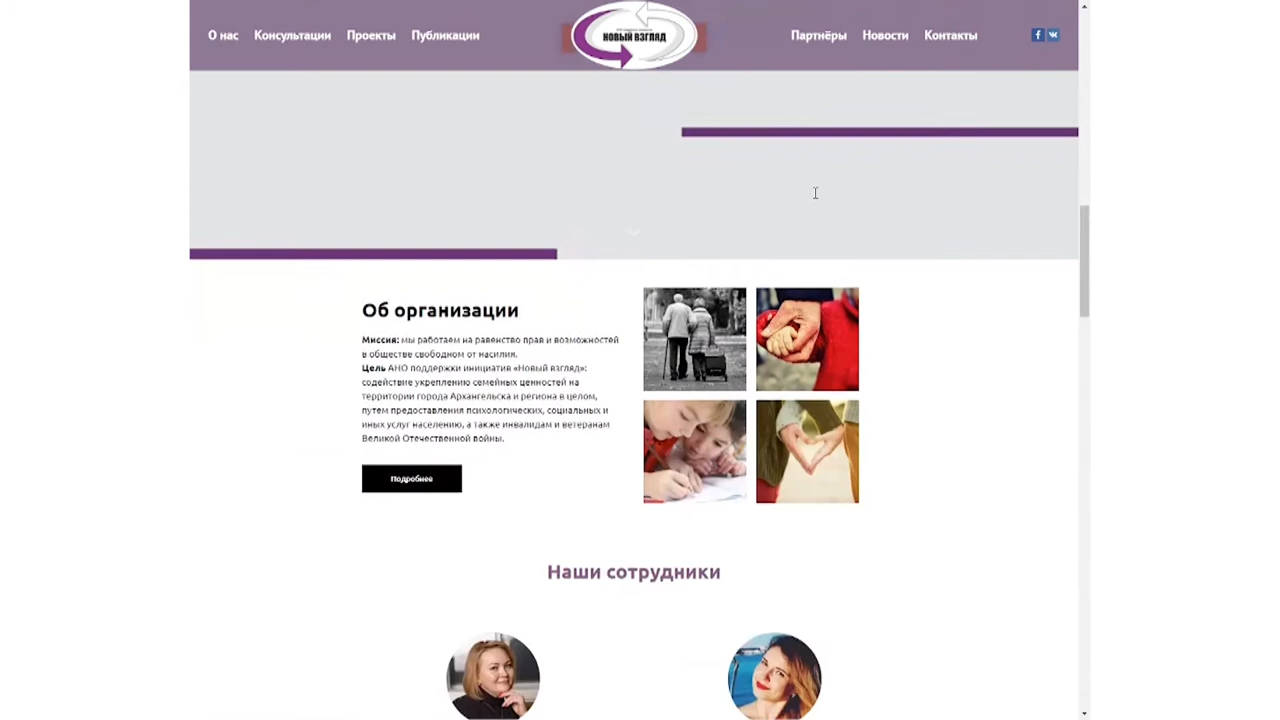 О нас Консультации Проекты Публикации НОВЫЙ ВЗГЛЯД Партнёры Новости Контакты
Об организации
Миссия: мы работаем на равенство прав и возможностей
в обществе свободном от насилия.
Цель АНО поддержки инициатив «Новый взгляд»:
содействие укреплению семейных ценностей на
территории города Архангельска и региона в целом,
путем предоставления психологических, социальных и
иных услуг населению, а также инвалидам и ветеранам
Великой Отечественной войны.
Подробнее
Наши сотрудники